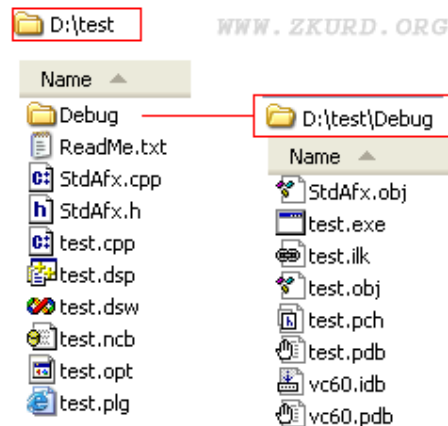 D:\test
WWW.ZKURD.ORG
Name
Debug
ReadMe.txt
StdAfx.cpp
StdAfx.h
test.cpp
test.dsp
test.dsw
test.ncb
test.opt
test.plg
D:\test\Debug
Name
StdAfx.obj
test.exe
test.ilk
test.obj
test.pch
test.pdb
vc60.idb
vc60.pdb